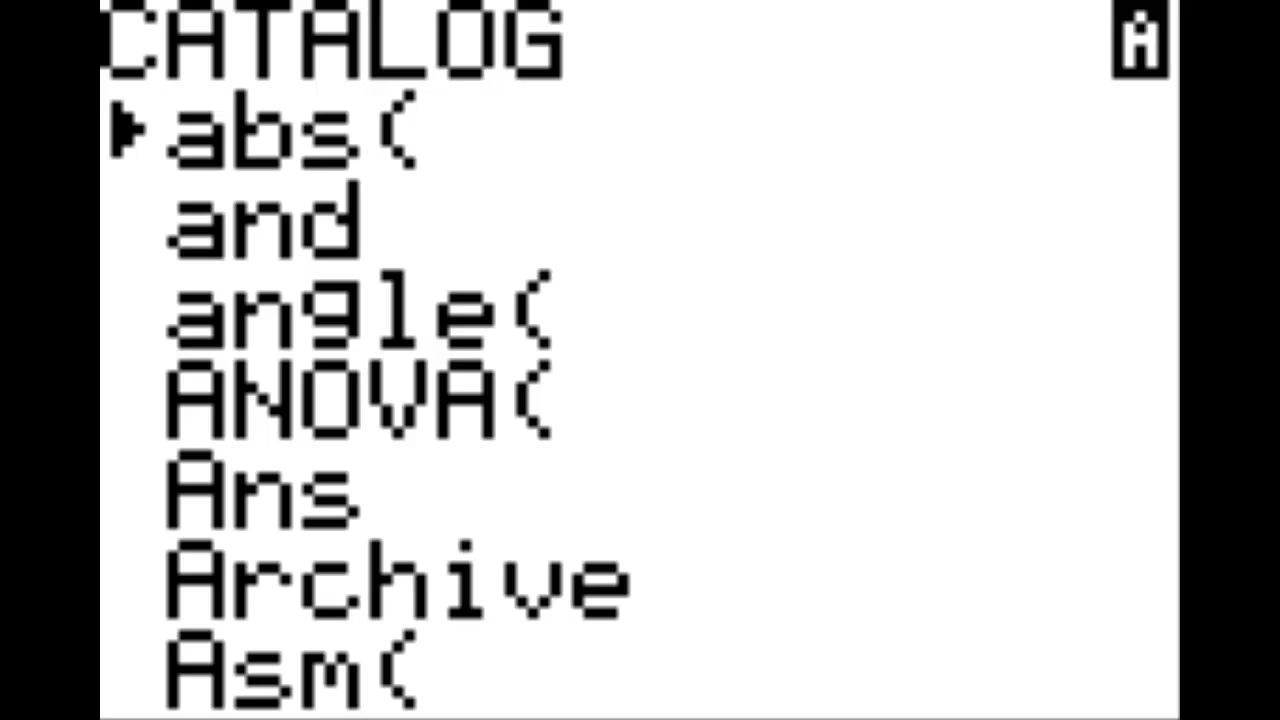 CATALOG A
abs(
and
angle(
ANOVA(
Ans
Archive
Asm(